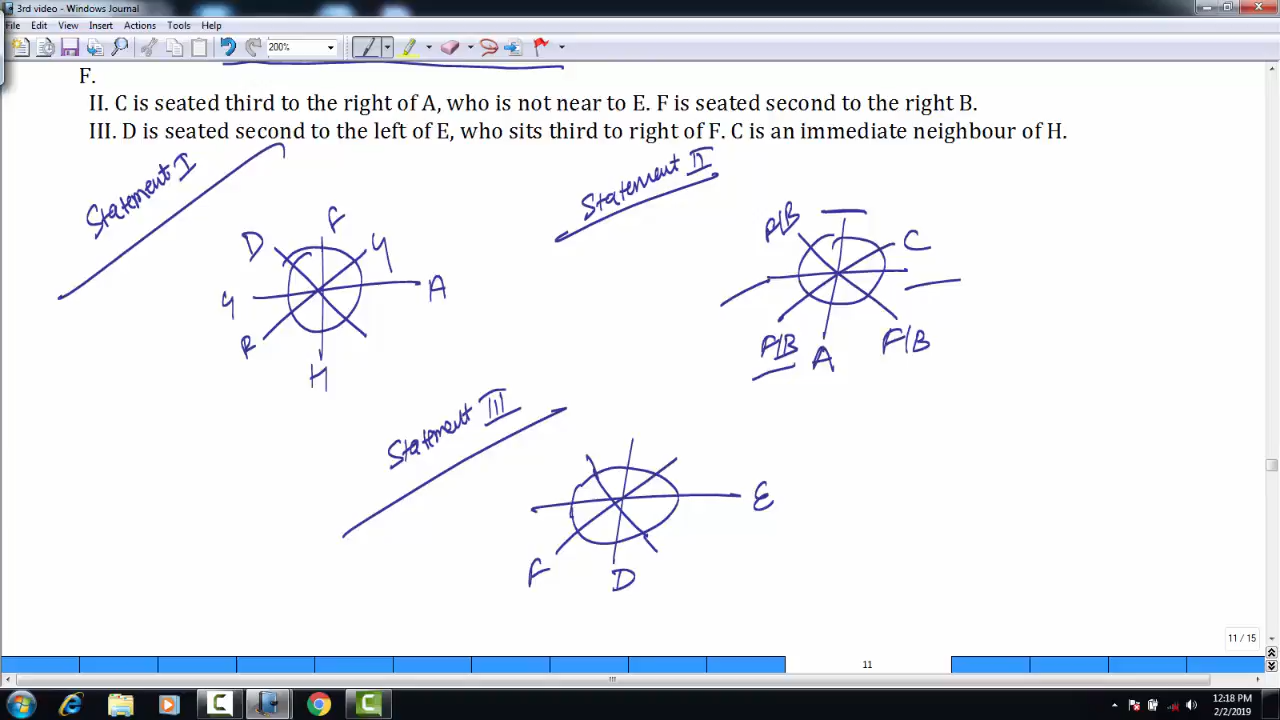 3rd video - Windows Journal
File Edit View Insert Actions Tools Help
200%
F.
II. C is seated third to the right of A, who is not near to E. F is seated second to the right B.
III. D is seated second to the left of E, who sits third to right of F. C is an immediate neighbour of H.
Statement I
Statement II
F
D
A
H
F/B
C
F/B
A
F/B
Statement III
E
F
D
11 / 15
11
12:18 PM
2/2/2019